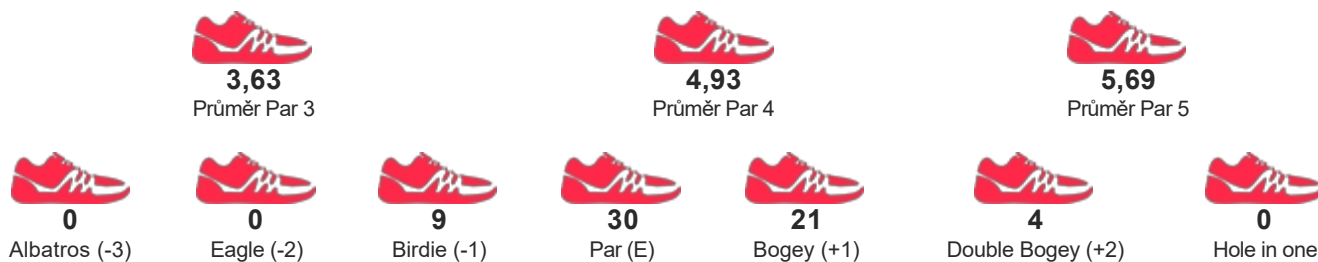 3,63 4,93 5,69
Průměr Par 3 Průměr Par 4 Průměr Par 5
0 0 9 30 21 4 0
Albatros (-3) Eagle (-2) Birdie (-1) Par (E) Bogey (+1) Double Bogey (+2) Hole in one